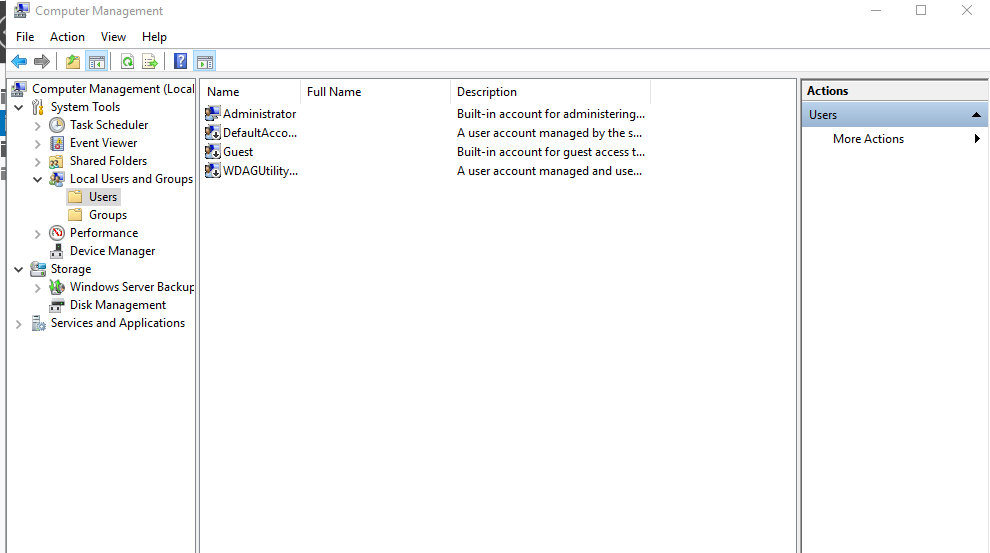 Computer Management
File Action View Help
Computer Management (Local
System Tools
Task Scheduler
Event Viewer
Shared Folders
Local Users and Groups
Users
Groups
Performance
Device Manager
Storage
Windows Server Backup
Disk Management
Services and Applications
Name Full Name Description
Administrator Built-in account for administering...
DefaultAcco... A user account managed by the s...
Guest Built-in account for guest access t...
WDAGUtility... A user account managed and use...
Actions
Users
More Actions